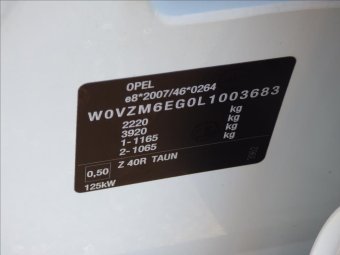 OPEL
e8*2007/46*0264
W0VZM6EG0L1003683
2220 kg
3920 kg
1-1165 kg
2-1065 kg
0,50 Z 40R TAUN
125kW